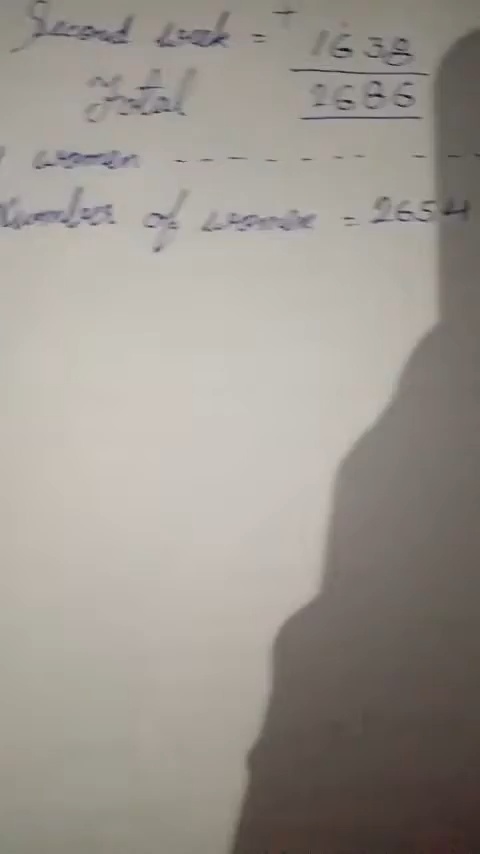 Second week = + 1638
Total 2686
women - - - - - - - - - -
Number of women = 2654